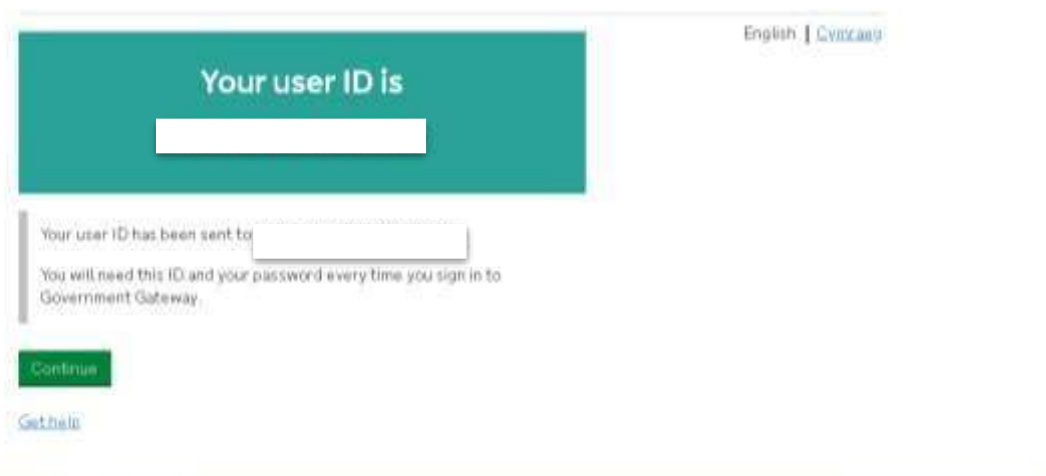 English | Cymraeg
Your user ID is
Your user ID has been sent to
You will need this ID and your password every time you sign in to
Government Gateway.
Continue
Get help